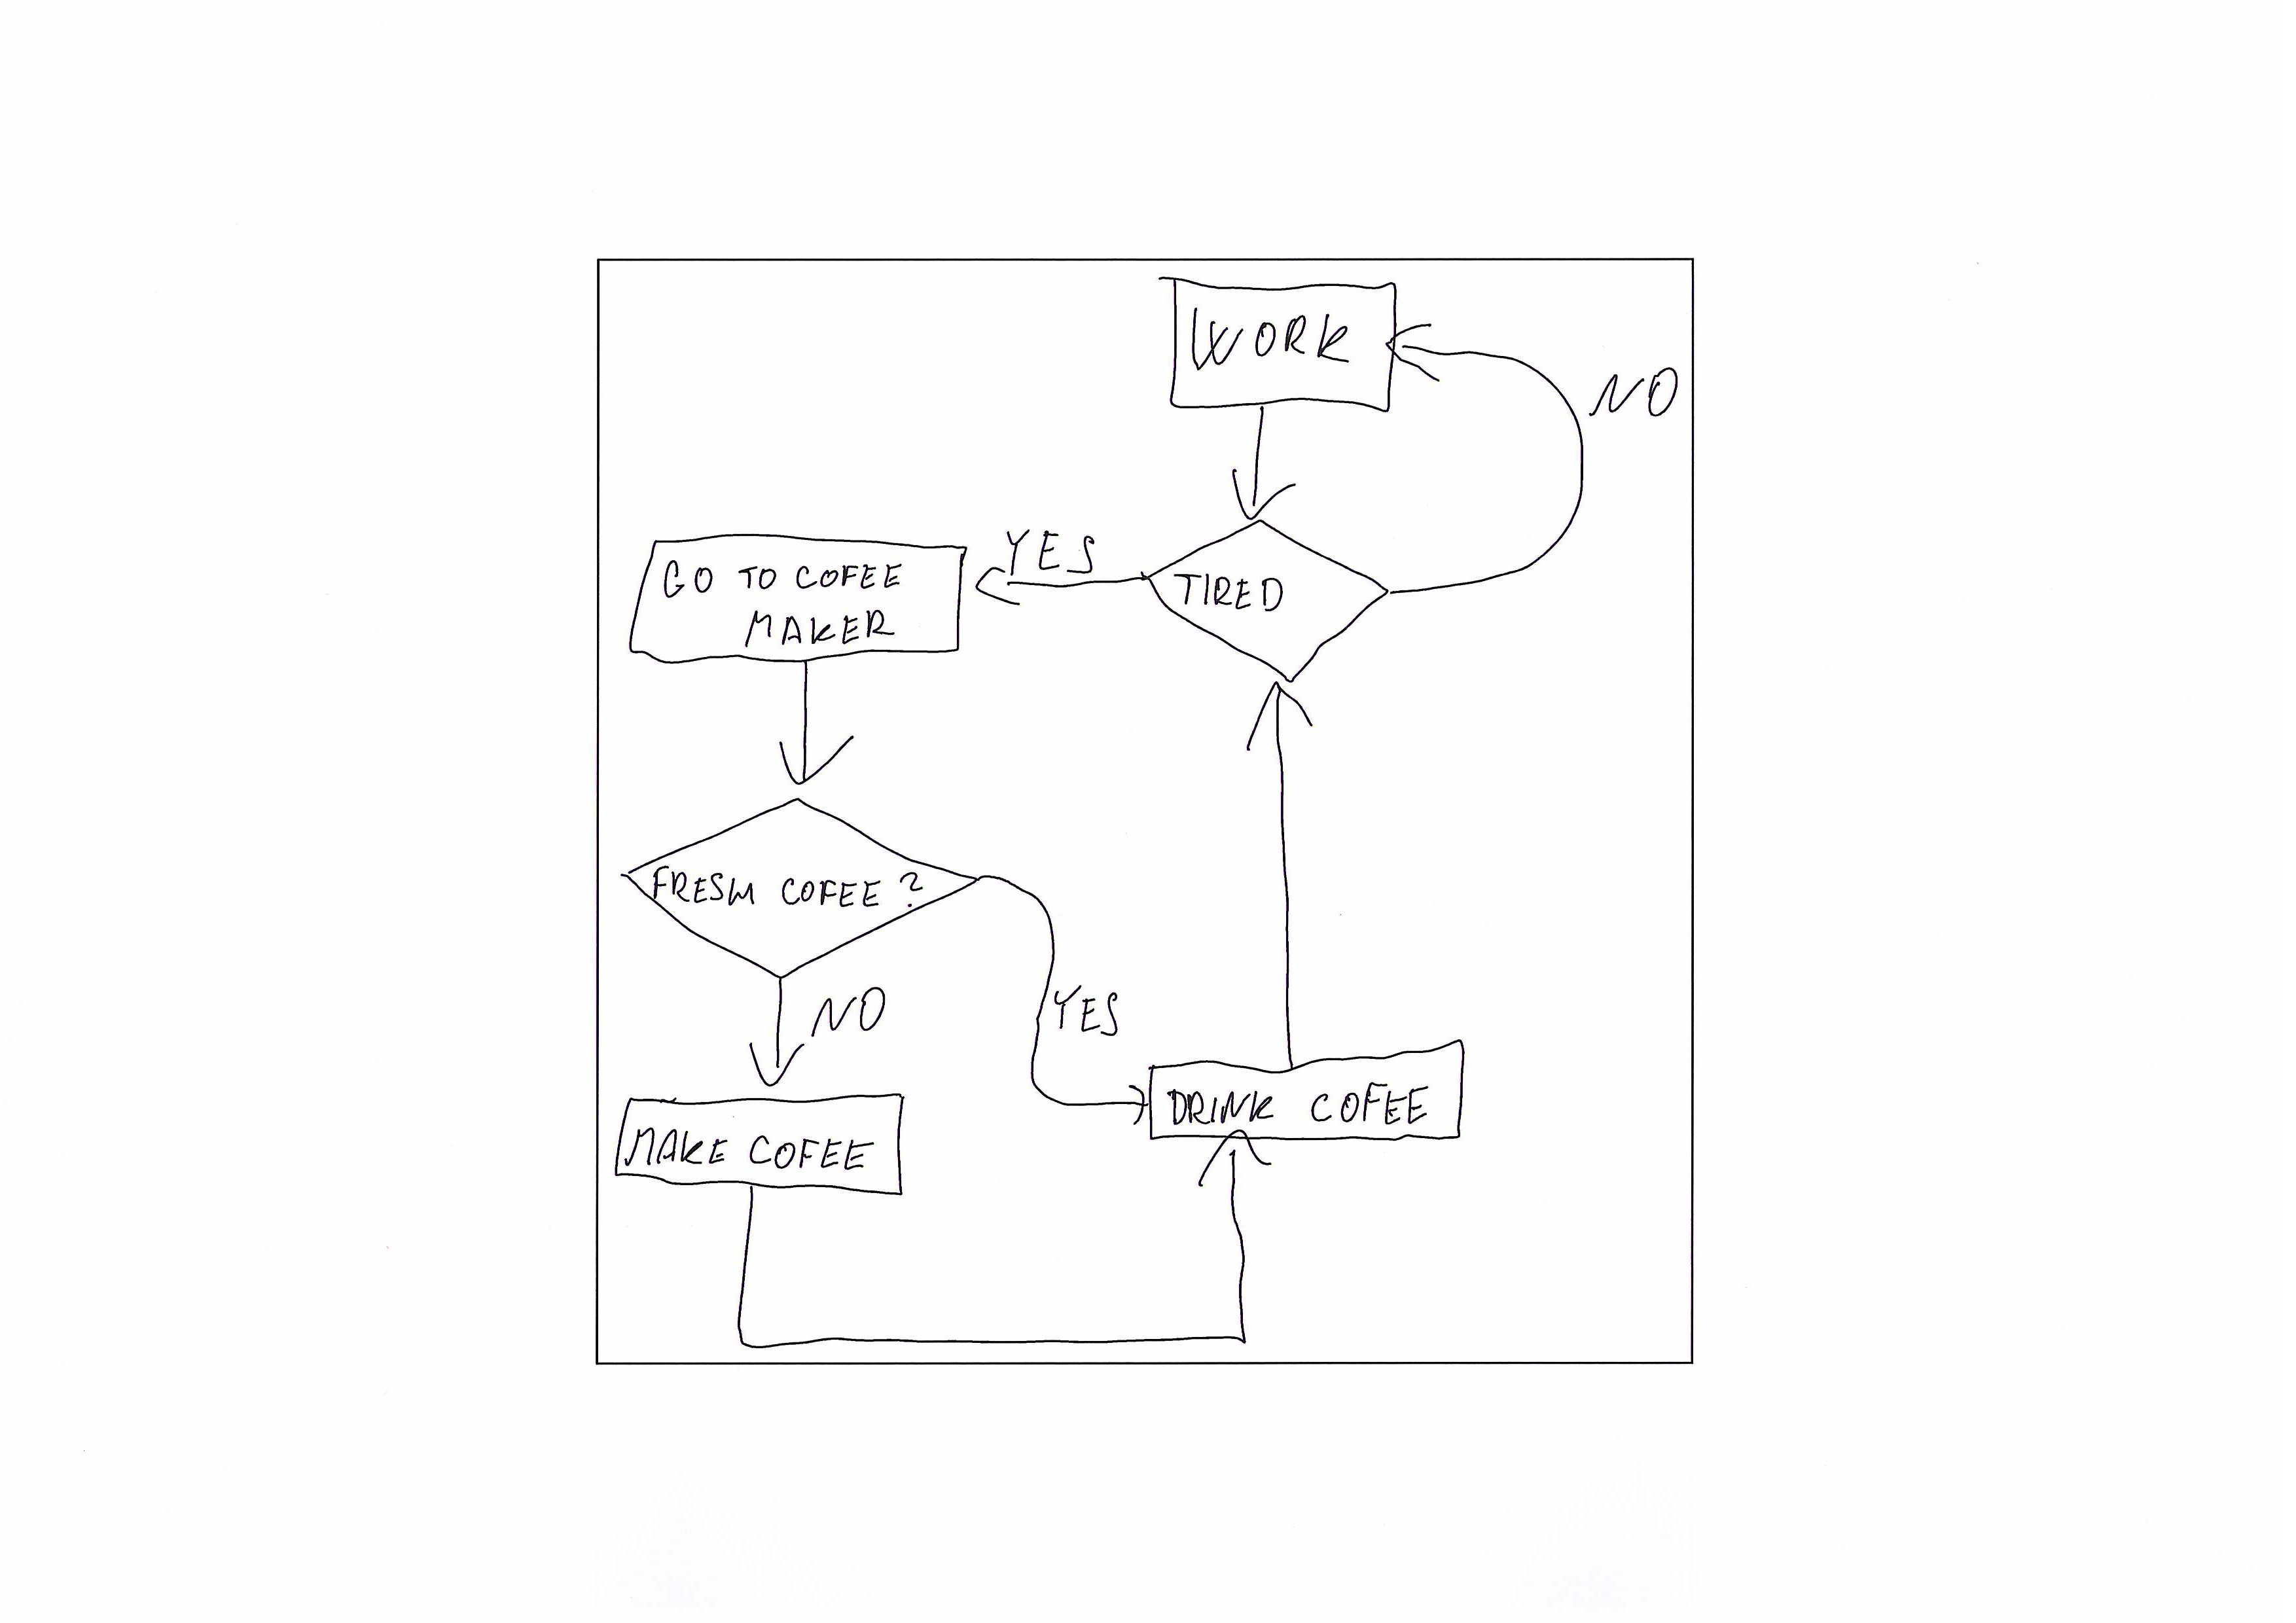 WORK
NO
YES
TIRED
GO TO COFEE
MAKER
FRESH COFEE ?
NO
YES
DRINK COFEE
MAKE COFEE